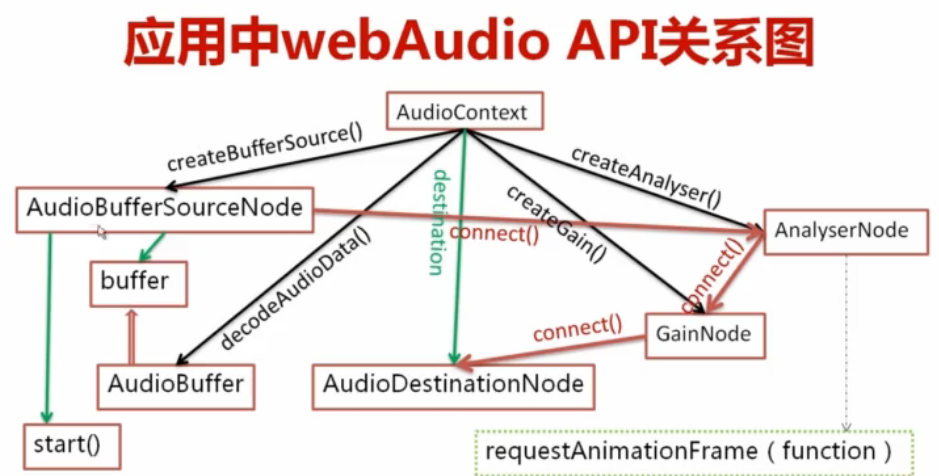 应用中webAudio API关系图
AudioContext
createBufferSource()
createAnalyser()
AudioBufferSourceNode
destination
createGain()
connect()
AnalyserNode
decodeAudioData()
buffer
connect()
connect()
GainNode
AudioBuffer
AudioDestinationNode
start()
requestAnimationFrame（function）